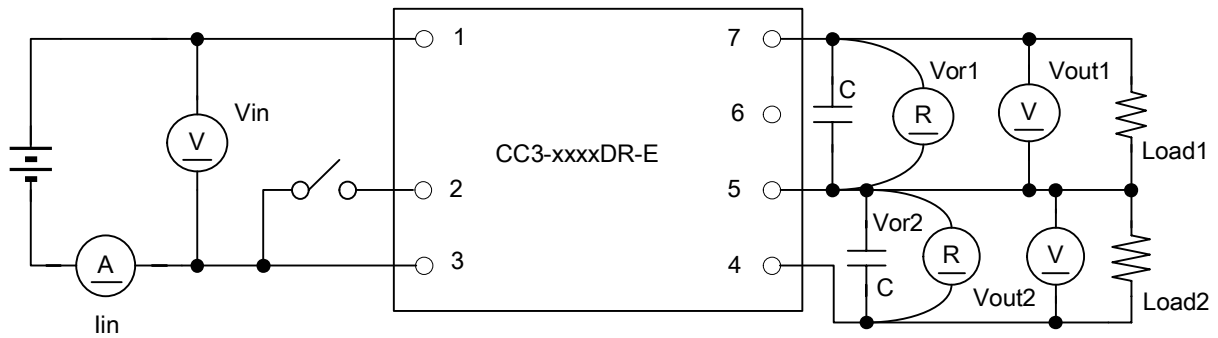 1
7
Vor1
Vout1
Vin
C
6
V
R
V
CC3-xxxxDR-E
Load1
2
5
Vor2
3
4
A
R
V
C
Vout2
Load2
Iin